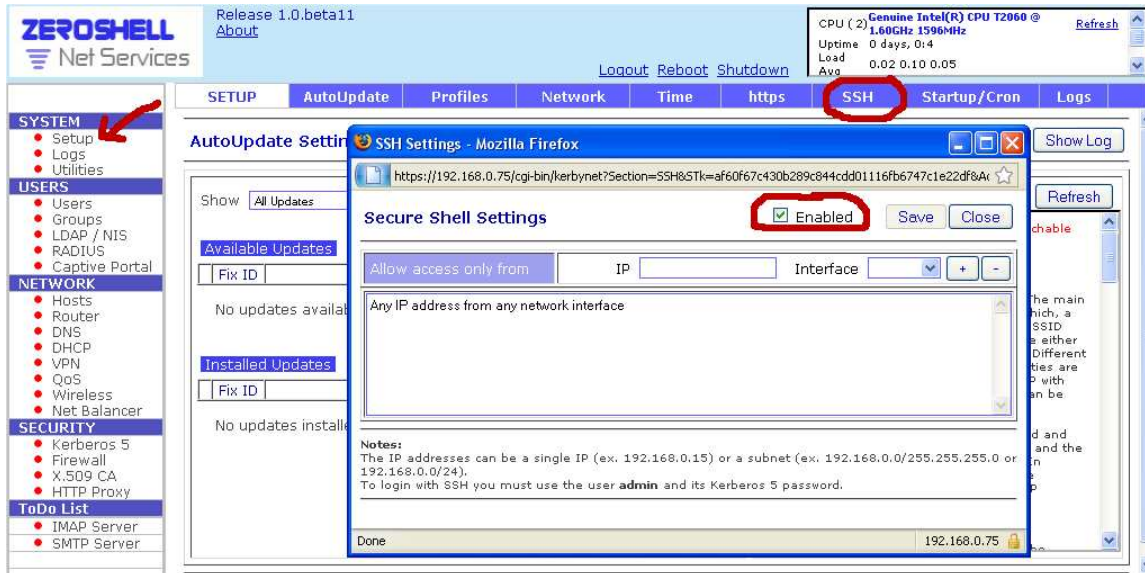 ZEROSHELL
Net Services
Release 1.0.beta11
About
Logout Reboot Shutdown
CPU ( 2) Genuine Intel(R) CPU T2060 @ 1.60GHz 1596MHz
Refresh
Uptime 0 days, 0:4
Load Avg 0.02 0.10 0.05
SETUP AutoUpdate Profiles Network Time https SSH Startup/Cron Logs
SYSTEM
Setup
Logs
Utilities
USERS
Users
Groups
LDAP / NIS
RADIUS
Captive Portal
NETWORK
Hosts
Router
DNS
DHCP
VPN
QoS
Wireless
Net Balancer
SECURITY
Kerberos 5
Firewall
X.509 CA
HTTP Proxy
ToDo List
IMAP Server
SMTP Server
AutoUpdate Settin
Show Log
Show All Updates
Refresh
Available Updates
Fix ID
No updates availab
Installed Updates
Fix ID
No updates installe
SSH Settings - Mozilla Firefox
https://192.168.0.75/cgi-bin/kerbynet?Section=SSH&STk=af60f67c430b289c844cdd01116fb6747c1e22df&Ac
Secure Shell Settings
Enabled
Save Close
Allow access only from IP Interface + -
Any IP address from any network interface
Notes:
The IP addresses can be a single IP (ex. 192.168.0.15) or a subnet (ex. 192.168.0.0/255.255.255.0 or
192.168.0.0/24).
To login with SSH you must use the user admin and its Kerberos 5 password.
Done
192.168.0.75
chable
he main
hich, a
SSID
e either
Different
ties are
P with
an be
d and
and the